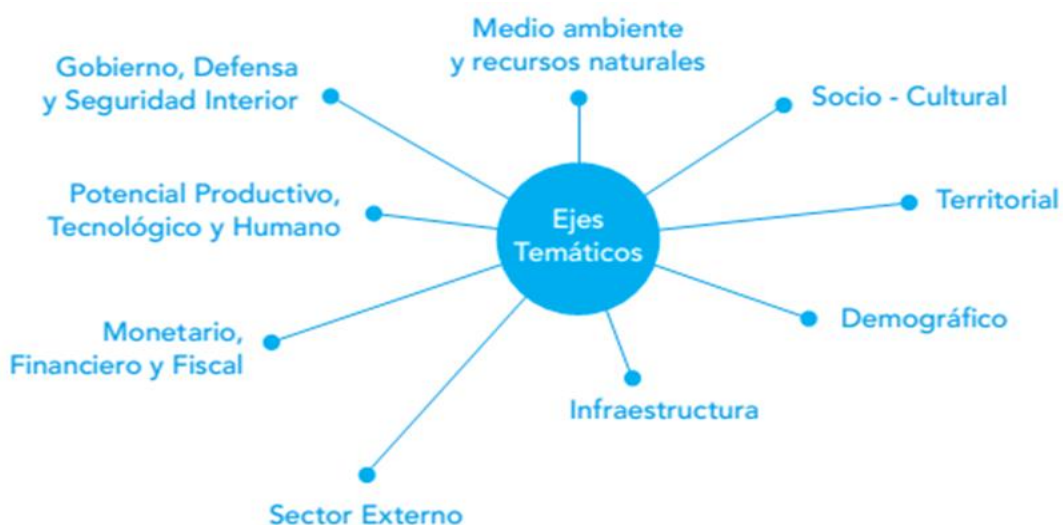 Medio ambiente
y recursos naturales
Gobierno, Defensa
y Seguridad Interior
Socio - Cultural
Potencial Productivo,
Tecnológico y Humano
Territorial
Ejes
Temáticos
Monetario,
Financiero y Fiscal
Demográfico
Infraestructura
Sector Externo